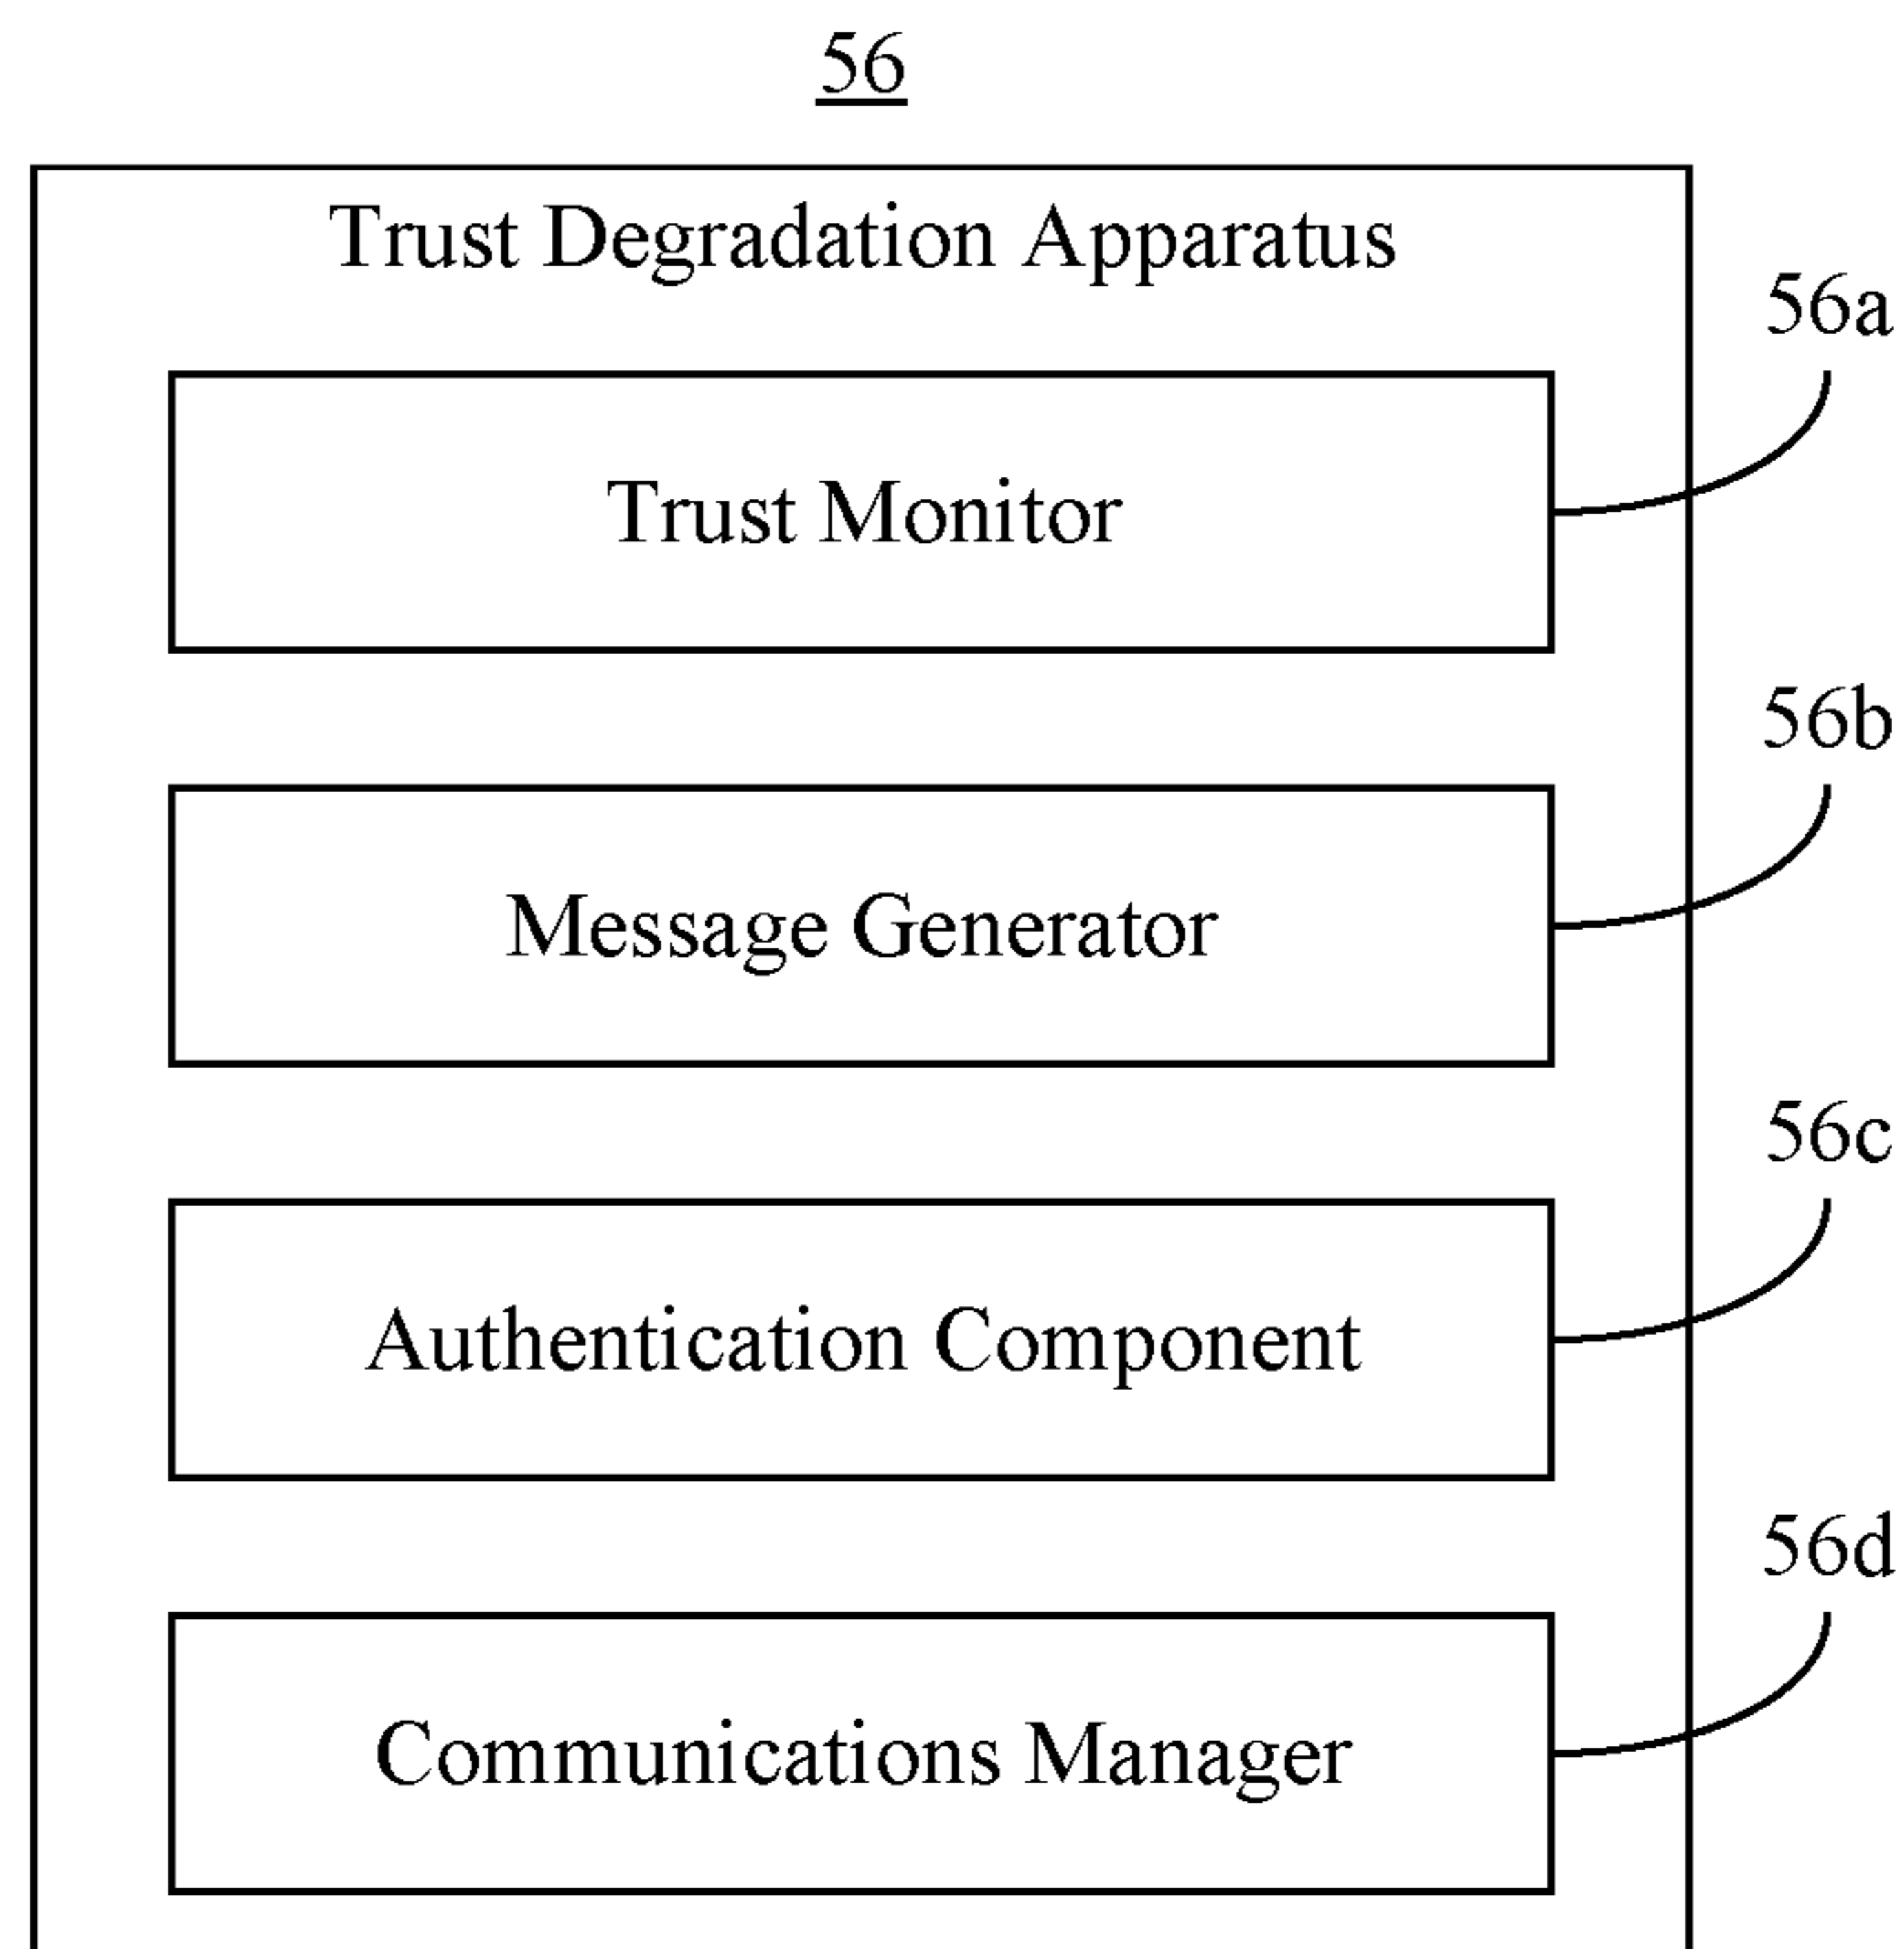 56
Trust Degradation Apparatus
56a
Trust Monitor
56b
Message Generator
56c
Authentication Component
56d
Communications Manager